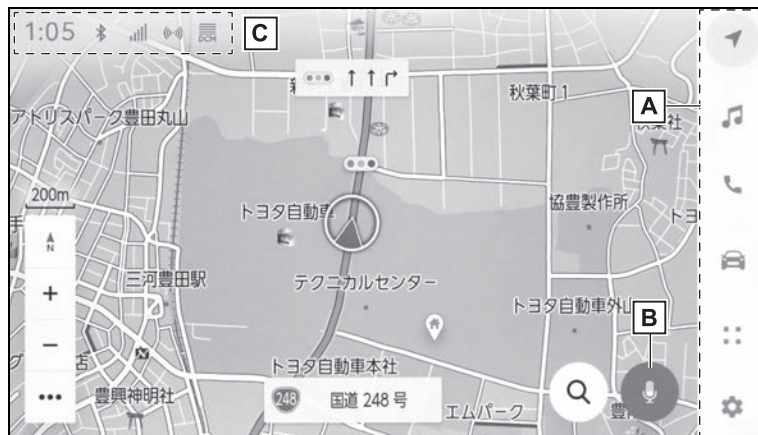 1:05
DCM
C
秋葉町1
A
アトリスパーク豊田丸山
200m
N
トヨタ自動車
協豊製作所
三河豊田駅
テクニカルセンター
トヨタ自動車外山
B
トヨタ自動車本社
豊興神明社
248
国道 248 号
エムパーク